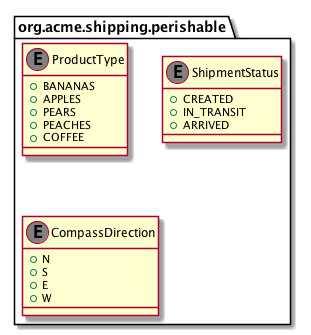 org.acme.shipping.perishable
E ProductType
BANANAS
APPLES
PEARS
PEACHES
COFFEE
E ShipmentStatus
CREATED
IN_TRANSIT
ARRIVED
E CompassDirection
N
S
E
W